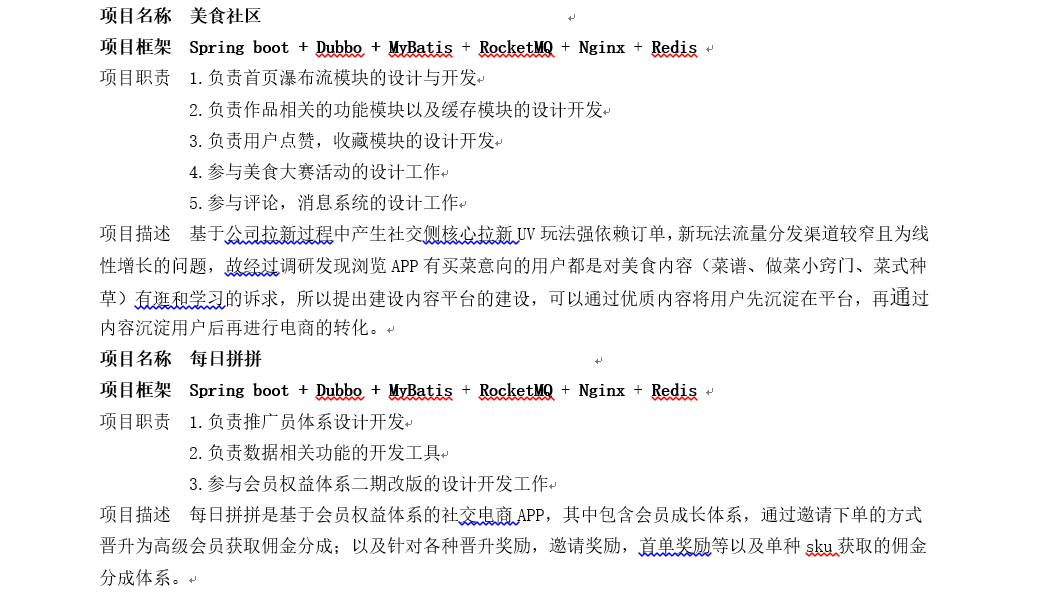 项目名称 美食社区
项目框架 Spring boot + Dubbo + MyBatis + RocketMQ + Nginx + Redis
项目职责 1.负责首页瀑布流模块的设计与开发
2.负责作品相关的功能模块以及缓存模块的设计开发
3.负责用户点赞，收藏模块的设计开发
4.参与美食大赛活动的设计工作
5.参与评论，消息系统的设计工作
项目描述 基于公司拉新过程中产生社交侧核心拉新UV玩法强依赖订单,新玩法流量分发渠道较窄且为线
性增长的问题，故经过调研发现浏览APP有买菜意向的用户都是对美食内容（菜谱、做菜小窍门、菜式种
草）有逛和学习的诉求，所以提出建设内容平台的建设，可以通过优质内容将用户先沉淀在平台，再通过
内容沉淀用户后再进行电商的转化。
项目名称 每日拼拼
项目框架 Spring boot + Dubbo + MyBatis + RocketMQ + Nginx + Redis
项目职责 1.负责推广员体系设计开发
2.负责数据相关功能的开发工具
3.参与会员权益体系二期改版的设计开发工作
项目描述 每日拼拼是基于会员权益体系的社交电商APP，其中包含会员成长体系，通过邀请下单的方式
晋升为高级会员获取佣金分成；以及针对各种晋升奖励，邀请奖励，首单奖励等以及单种sku获取的佣金
分成体系。